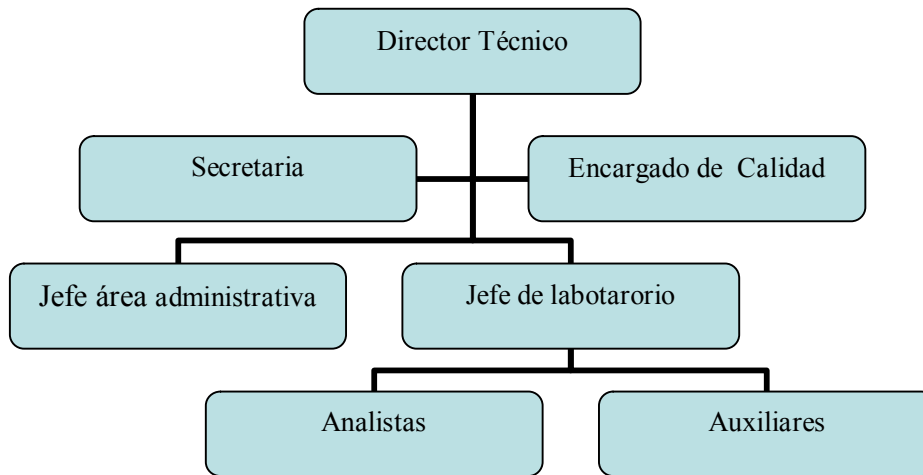 Director Técnico
Secretaria
Encargado de Calidad
Jefe área administrativa
Jefe de labotarorio
Analistas
Auxiliares